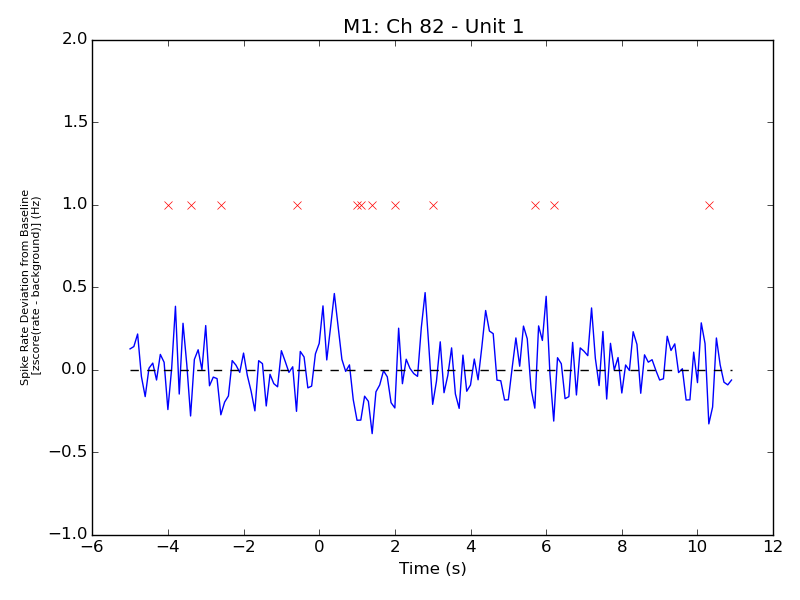 M1: Ch 82 - Unit 1
Spike Rate Deviation from Baseline
[zscore(rate - background)] (Hz)
2.0
1.5
1.0
0.5
0.0
−0.5
−1.0
−6 −4 −2 0 2 4 6 8 10 12
Time (s)